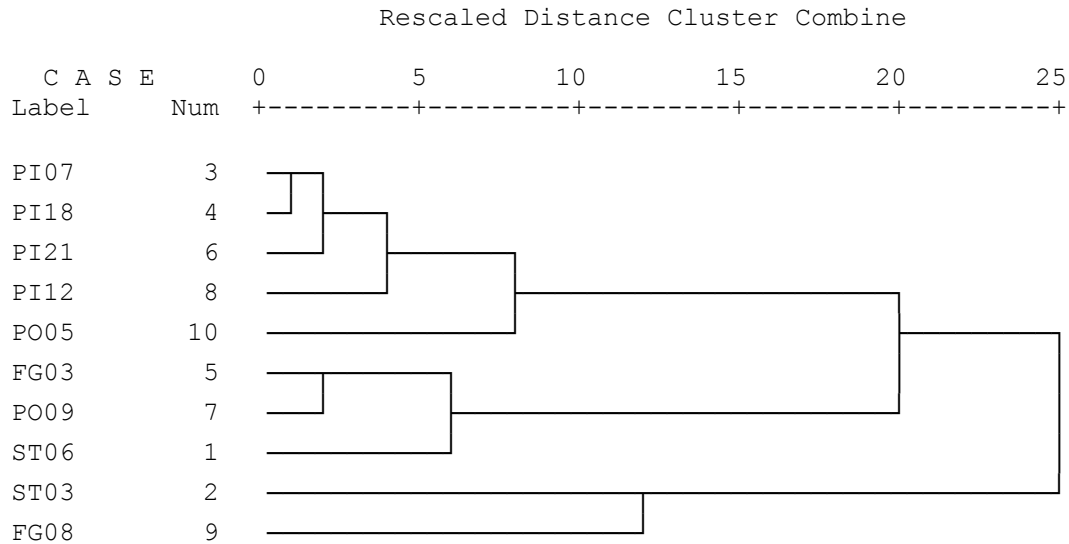 Rescaled Distance Cluster Combine
C A S E 0 5 10 15 20 25
Label Num +---------+---------+---------+---------+---------+
PI07 3
PI18 4
PI21 6
PI12 8
PO05 10
FG03 5
PO09 7
ST06 1
ST03 2
FG08 9